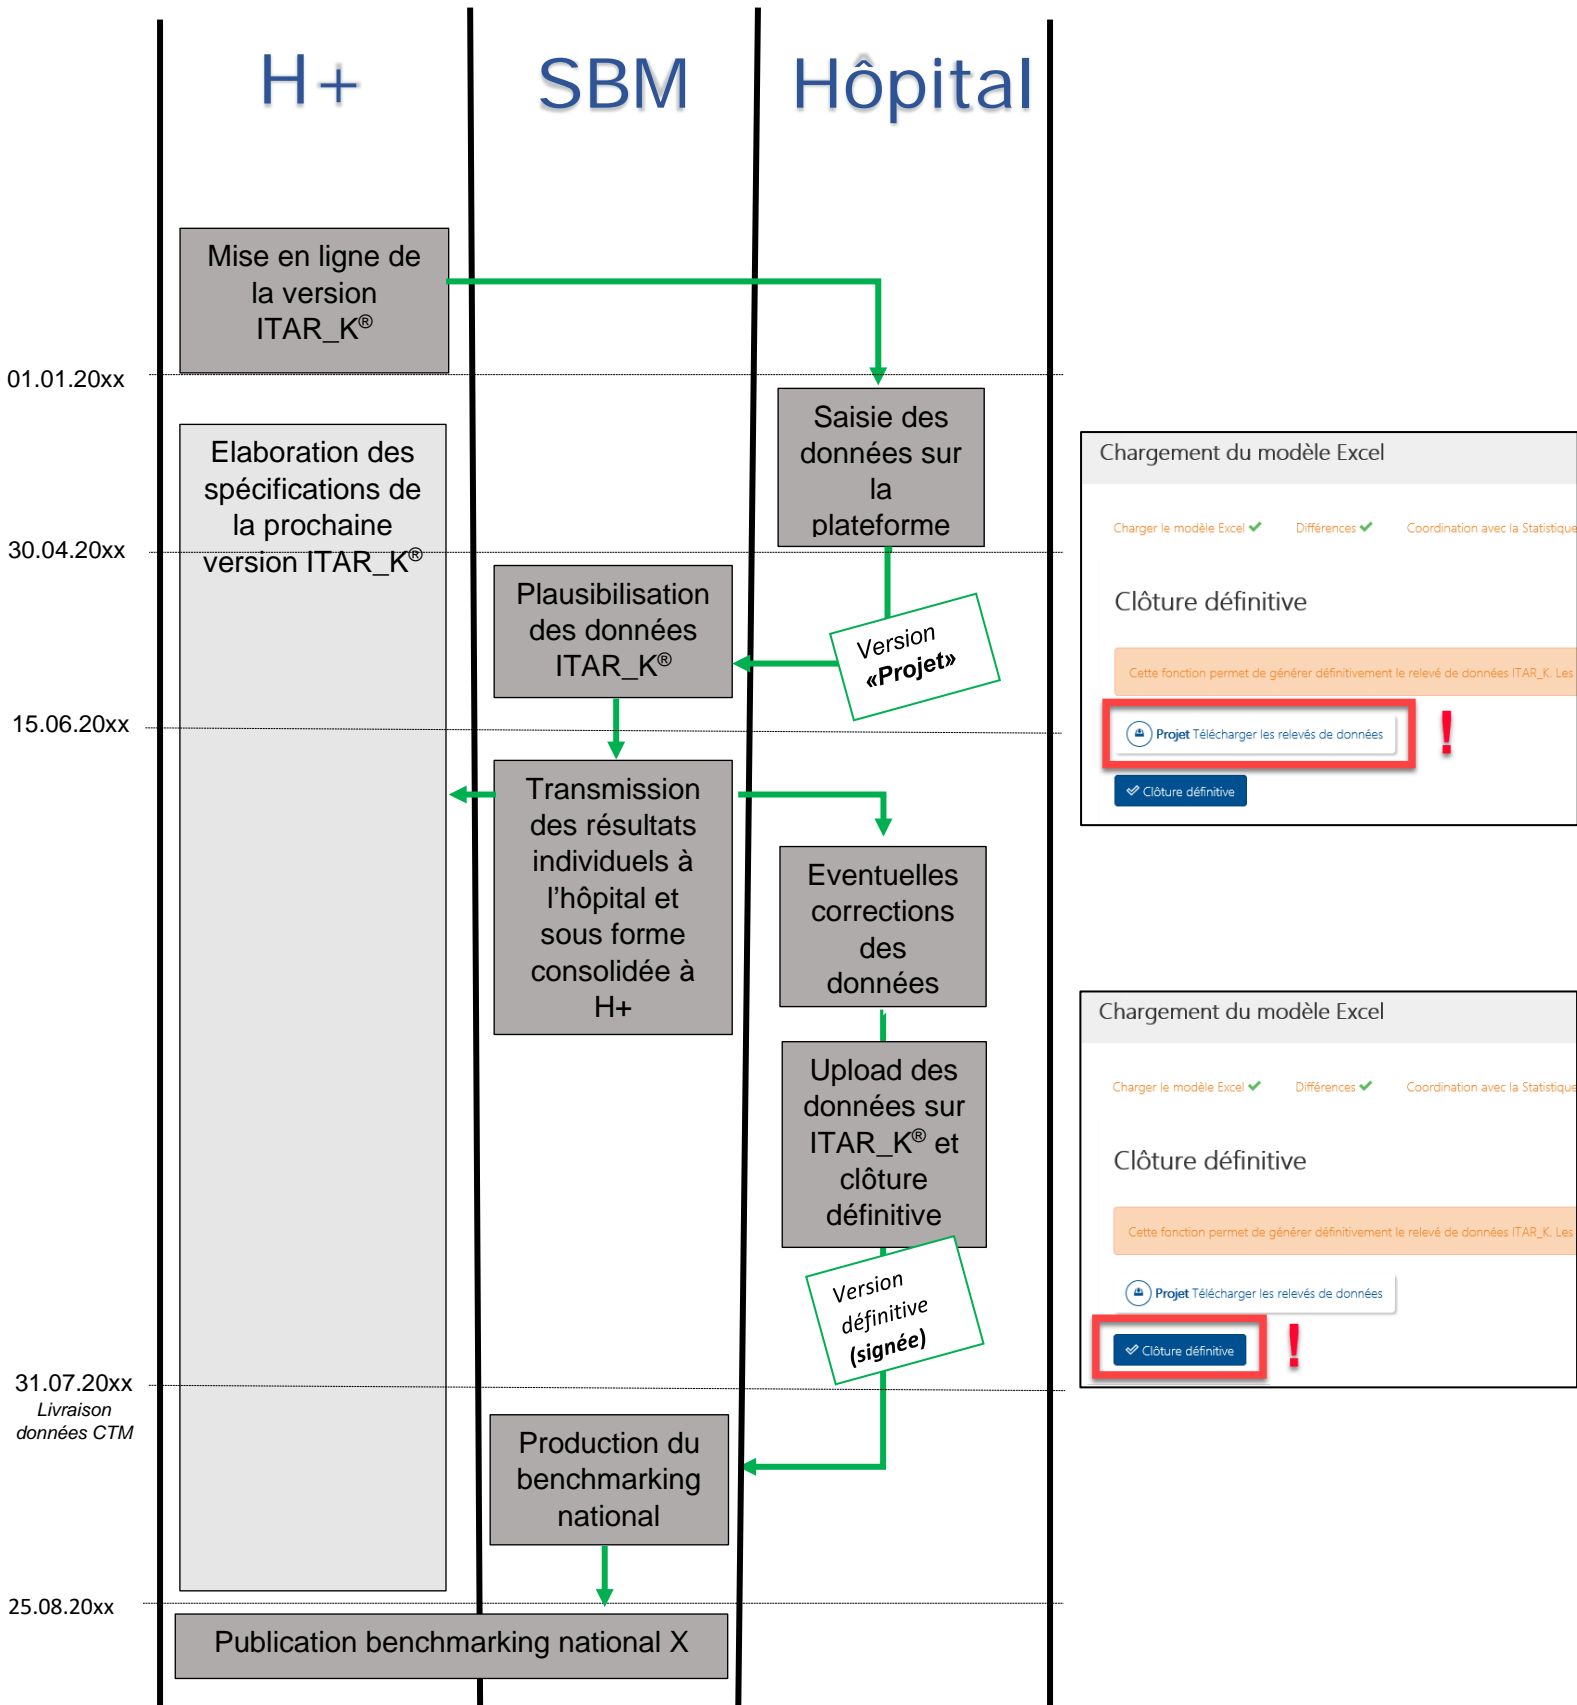 H+
SBM
Hôpital
Mise en ligne de
la version
ITAR_K®
01.01.20xx
Saisie des
données sur
la
plateforme
Elaboration des
spécifications de
la prochaine
version ITAR_K®
30.04.20xx
Plausibilisation
des données
ITAR_K®
Version
«Projet»
15.06.20xx
Transmission
des résultats
individuels à
l'hôpital et
sous forme
consolidée à
H+
Eventuelles
corrections
des
données
Upload des
données sur
ITAR_K® et
clôture
définitive
Version
définitive
(signée)
31.07.20xx
Livraison
données CTM
Production du
benchmarking
national
25.08.20xx
Publication benchmarking national X
Chargement du modèle Excel
Charger le modèle Excel ✔ Différences ✔ Coordination avec la Statistique
Clôture définitive
Cette fonction permet de générer définitivement le relevé de données ITAR_K. Les
Projet Télécharger les relevés de données
!
Clôture définitive
Chargement du modèle Excel
Charger le modèle Excel ✔ Différences ✔ Coordination avec la Statistique
Clôture définitive
Cette fonction permet de générer définitivement le relevé de données ITAR_K. Les
Projet Télécharger les relevés de données
Clôture définitive
!